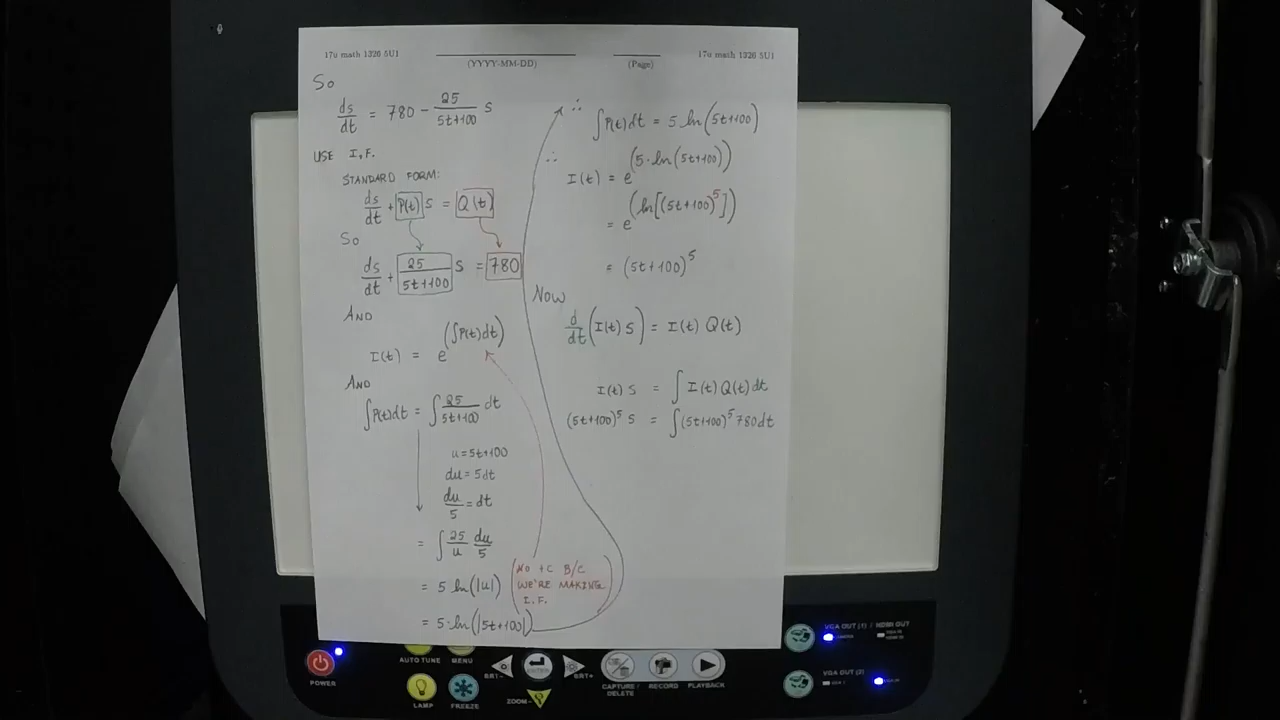 17u math 1326 5U1
(YYYY-MM-DD)
(Page)
17u math 1326 5U1
So
ds/dt = 780 - 25/(5t+100) S
USE I.F.
STANDARD FORM:
ds/dt + P(t) S = Q(t)
So
ds/dt + 25/(5t+100) S = 780
AND
I(t) = e^(∫P(t)dt)
AND
∫P(t)dt = ∫ 25/(5t+100) dt
u = 5t+100
du = 5dt
du/5 = dt
= ∫ 25/u du/5
= 5 ln(|u|)
(NO +C B/C
WE'RE MAKING
I.F.)
= 5·ln(|5t+100|)
∴
∫P(t)dt = 5 ln(5t+100)
∴
I(t) = e^(5·ln(5t+100))
= e^(ln[(5t+100)^5])
= (5t+100)^5
Now
d/dt (I(t) S) = I(t) Q(t)
I(t) S = ∫ I(t) Q(t) dt
(5t+100)^5 S = ∫(5t+100)^5 780dt
POWER
AUTO TUNE
MENU
LAMP
FREEZE
BRT-
BRT+
ZOOM-
CAPTURE / DELETE
RECORD
PLAYBACK
VGA OUT (1) / HDMI OUT
VGA OUT (2)